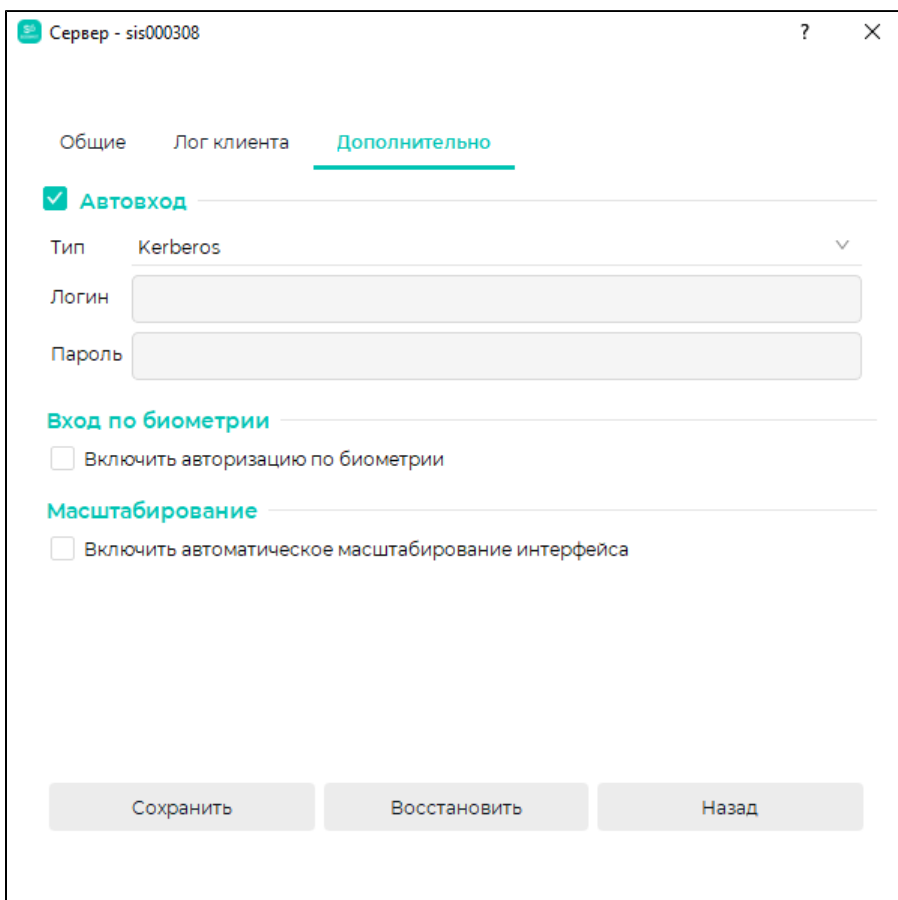 Сервер - sis000308
?
Общие Лог клиента Дополнительно
Автовход
Тип Kerberos
Логин
Пароль
Вход по биометрии
Включить авторизацию по биометрии
Масштабирование
Включить автоматическое масштабирование интерфейса
Сохранить Восстановить Назад